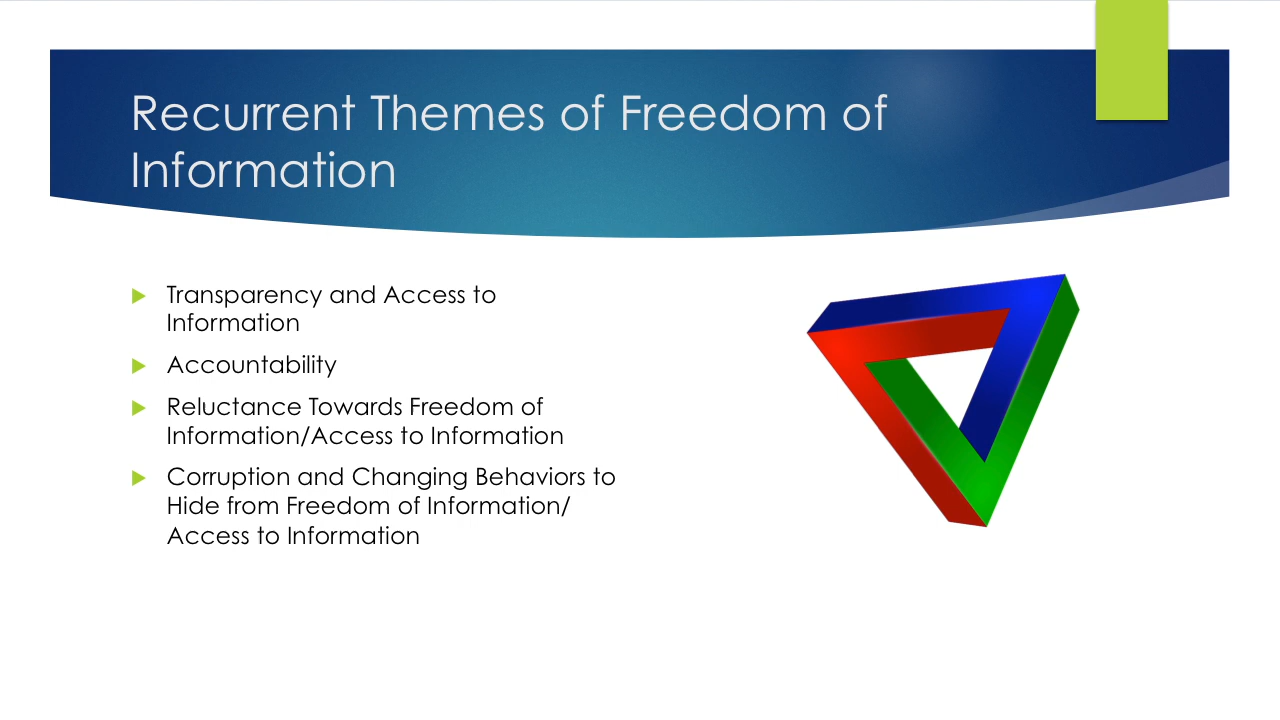 Recurrent Themes of Freedom of
Information
Transparency and Access to
Information
Accountability
Reluctance Towards Freedom of
Information/Access to Information
Corruption and Changing Behaviors to
Hide from Freedom of Information/
Access to Information